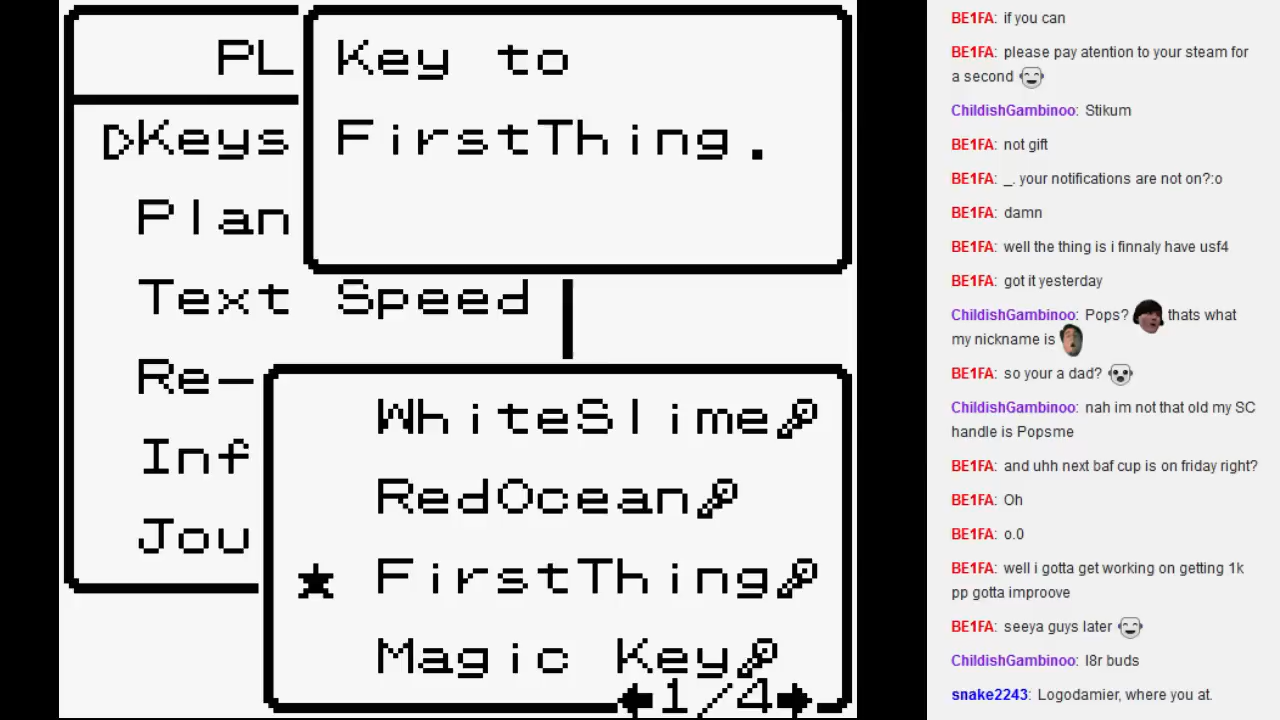 PL
▷Keys
Plan
Text Speed
Re-
Inf
Jou
Key to
FirstThing.
WhiteSlime
RedOcean
★ FirstThing
Magic Key
←1/4→
BE1FA: if you can
BE1FA: please pay atention to your steam for
a second
ChildishGambinoo: Stikum
BE1FA: not gift
BE1FA: _. your notifications are not on?:o
BE1FA: damn
BE1FA: well the thing is i finnaly have usf4
BE1FA: got it yesterday
ChildishGambinoo: Pops? thats what
my nickname is
BE1FA: so your a dad?
ChildishGambinoo: nah im not that old my SC
handle is Popsme
BE1FA: and uhh next baf cup is on friday right?
BE1FA: Oh
BE1FA: o.0
BE1FA: well i gotta get working on getting 1k
pp gotta improove
BE1FA: seeya guys later
ChildishGambinoo: l8r buds
snake2243: Logodamier, where you at.